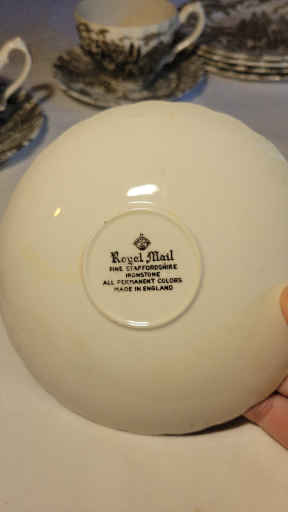 Royal Mail
FINE STAFFORDSHIRE
IRONSTONE
ALL PERMANENT COLORS
MADE IN ENGLAND